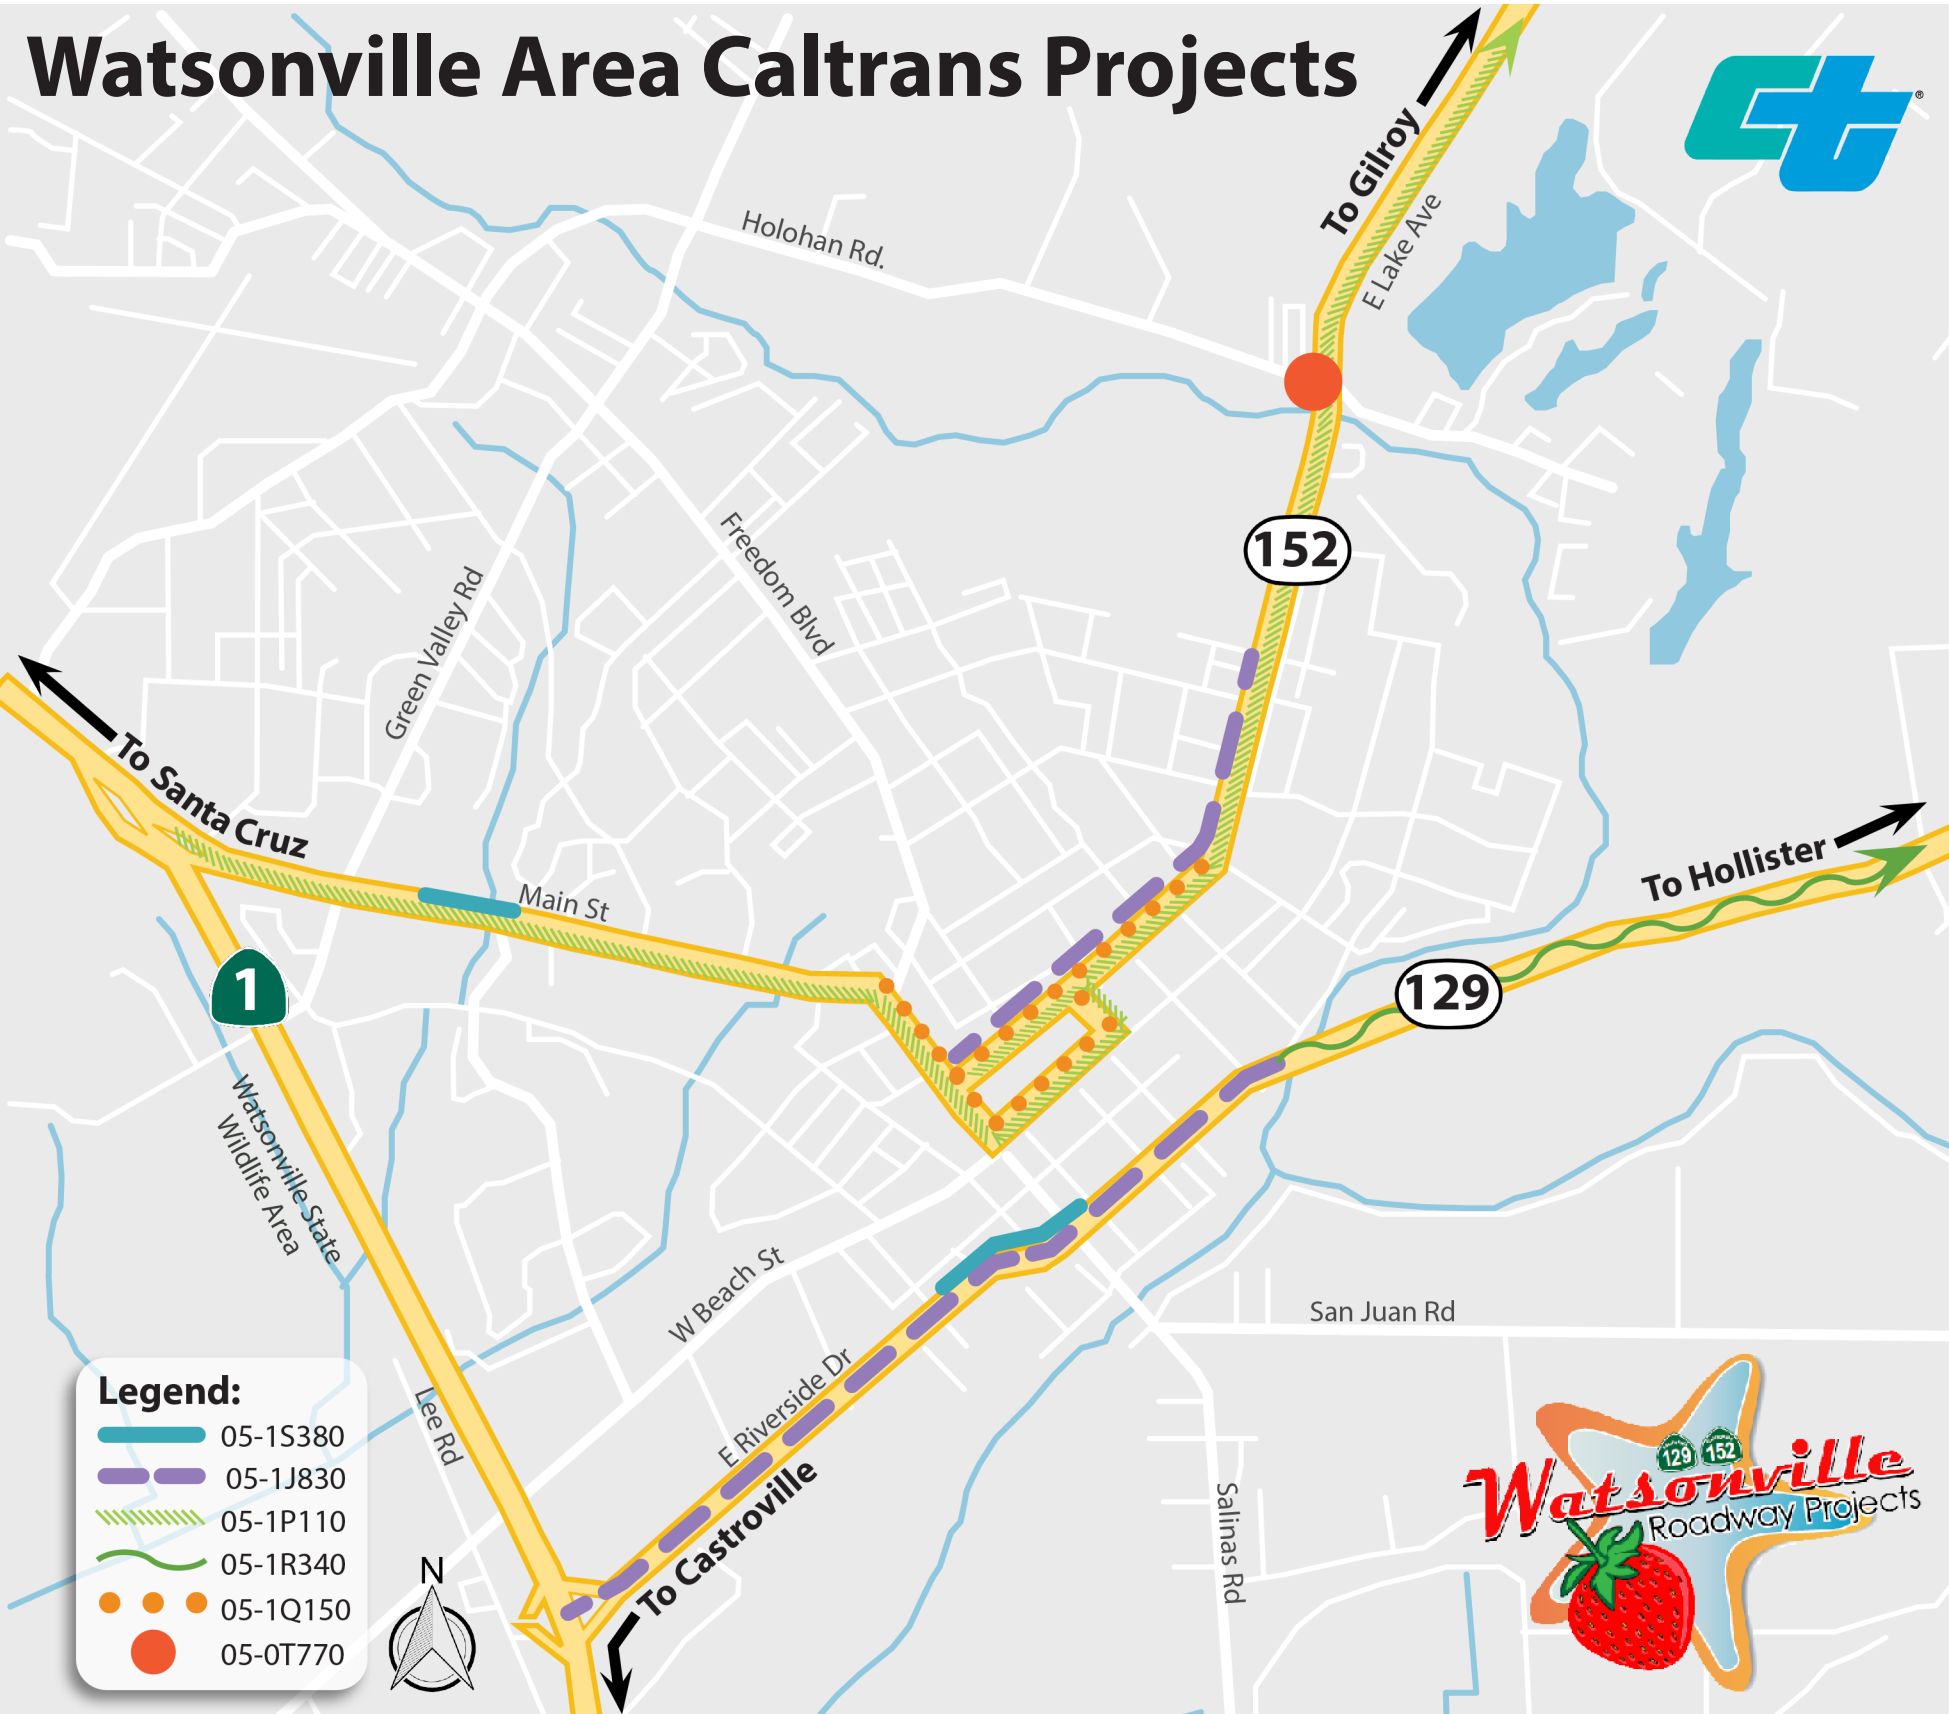 Watsonville Area Caltrans Projects
®
To Gilroy
E Lake Ave
Holohan Rd.
152
Freedom Blvd
Green Valley Rd
To Santa Cruz
Main St
To Hollister
129
1
Watsonville State
Wildlife Area
W Beach St
San Juan Rd
E Riverside Dr
To Castroville
Lee Rd
Salinas Rd
Legend:
05-1S380
05-1J830
05-1P110
05-1R340
05-1Q150
05-0T770
N
129
152
Watsonville
Roadway Projects